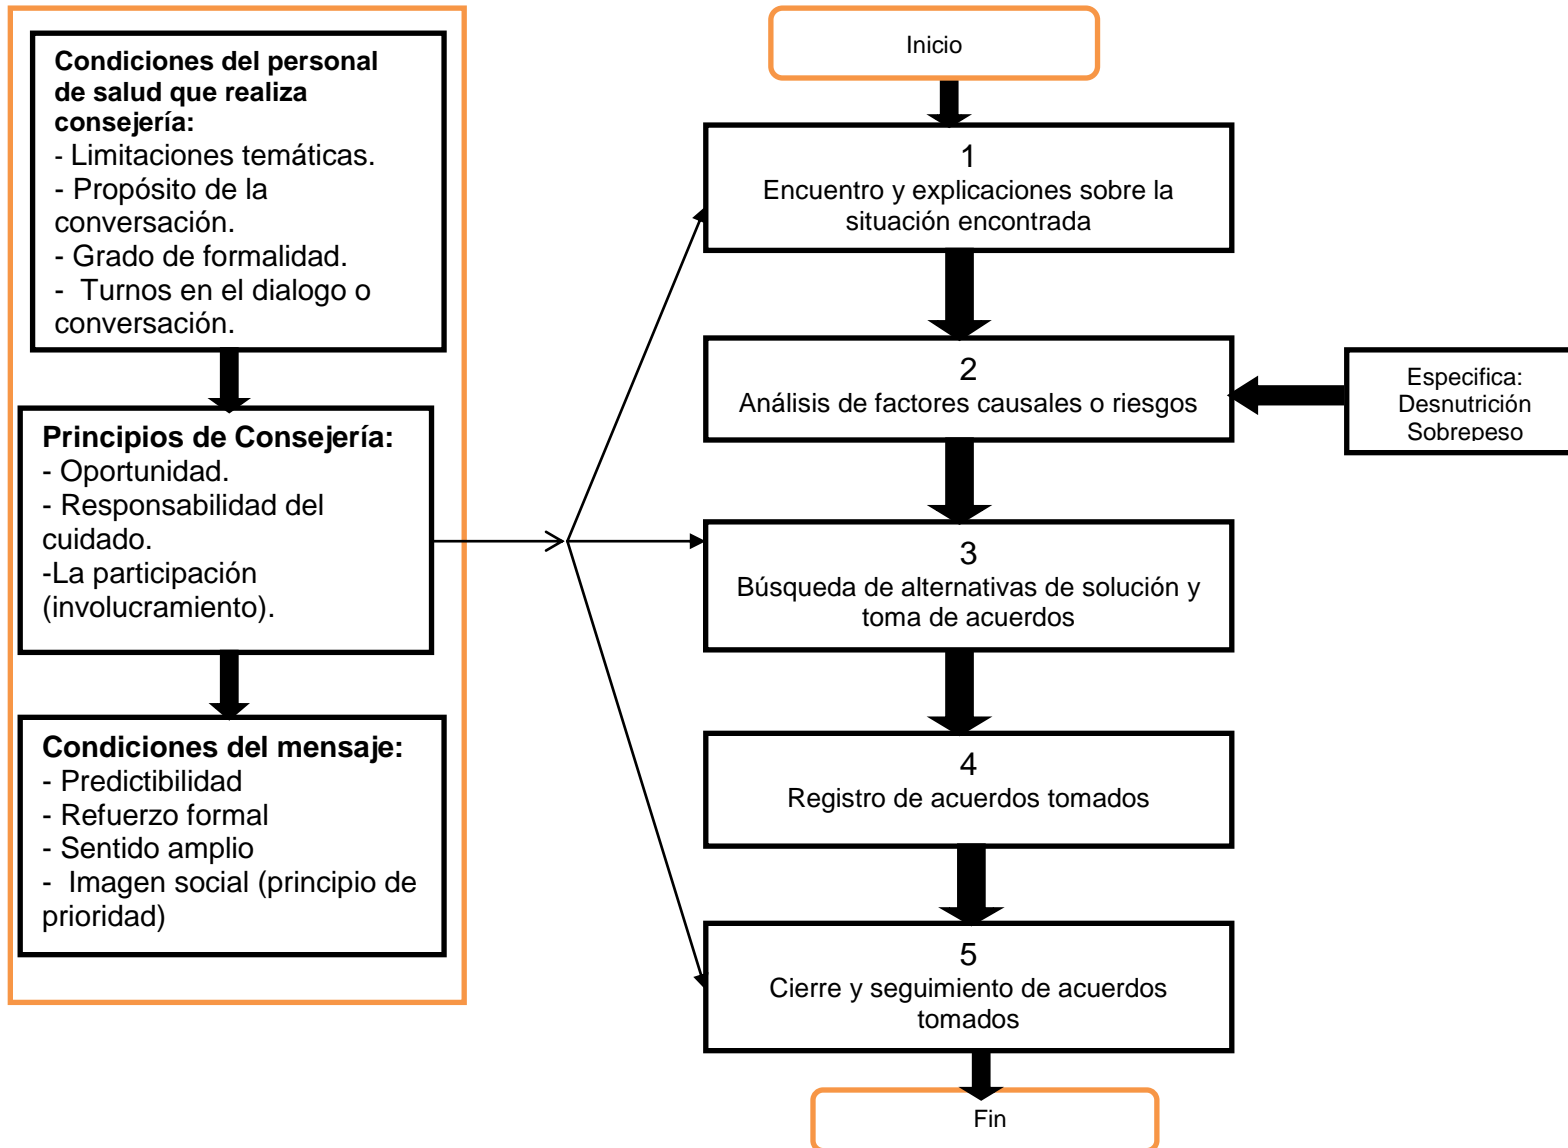 Condiciones del personal
de salud que realiza
consejería:
- Limitaciones temáticas.
- Propósito de la
conversación.
- Grado de formalidad.
- Turnos en el dialogo o
conversación.
Principios de Consejería:
- Oportunidad.
- Responsabilidad del
cuidado.
-La participación
(involucramiento).
Condiciones del mensaje:
- Predictibilidad
- Refuerzo formal
- Sentido amplio
- Imagen social (principio de
prioridad)
Inicio
1
Encuentro y explicaciones sobre la
situación encontrada
2
Análisis de factores causales o riesgos
Especifica:
Desnutrición
Sobrepeso
3
Búsqueda de alternativas de solución y
toma de acuerdos
4
Registro de acuerdos tomados
5
Cierre y seguimiento de acuerdos
tomados
Fin